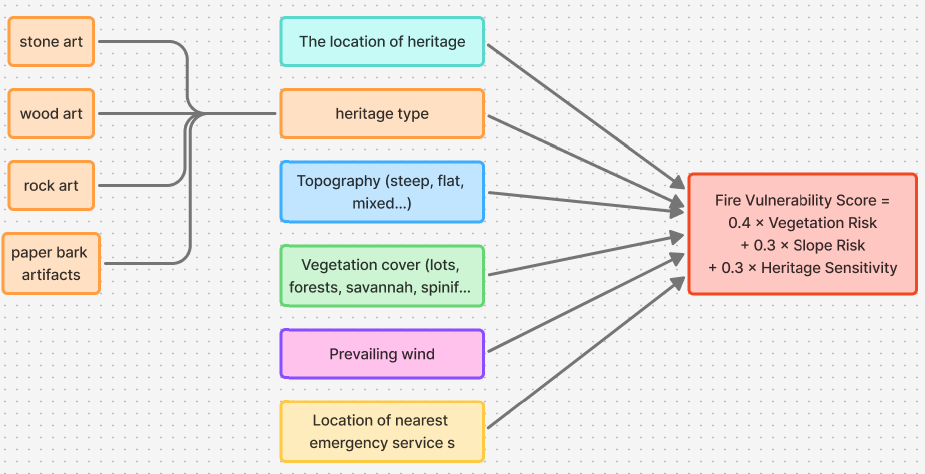 stone art
wood art
rock art
paper bark
artifacts
The location of heritage
heritage type
Topography (steep, flat,
mixed...)
Vegetation cover (lots,
forests, savannah, spinif...
Prevailing wind
Location of nearest
emergency service s
Fire Vulnerability Score =
0.4 × Vegetation Risk
+ 0.3 × Slope Risk
+ 0.3 × Heritage Sensitivity